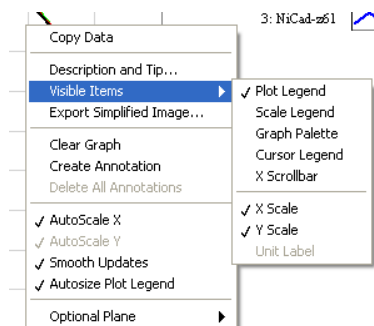 3: NiCad-z61
Copy Data
Description and Tip...
Visible Items
Export Simplified Image...
Clear Graph
Create Annotation
Delete All Annotations
AutoScale X
AutoScale Y
Smooth Updates
Autosize Plot Legend
Optional Plane
Plot Legend
Scale Legend
Graph Palette
Cursor Legend
X Scrollbar
X Scale
Y Scale
Unit Label